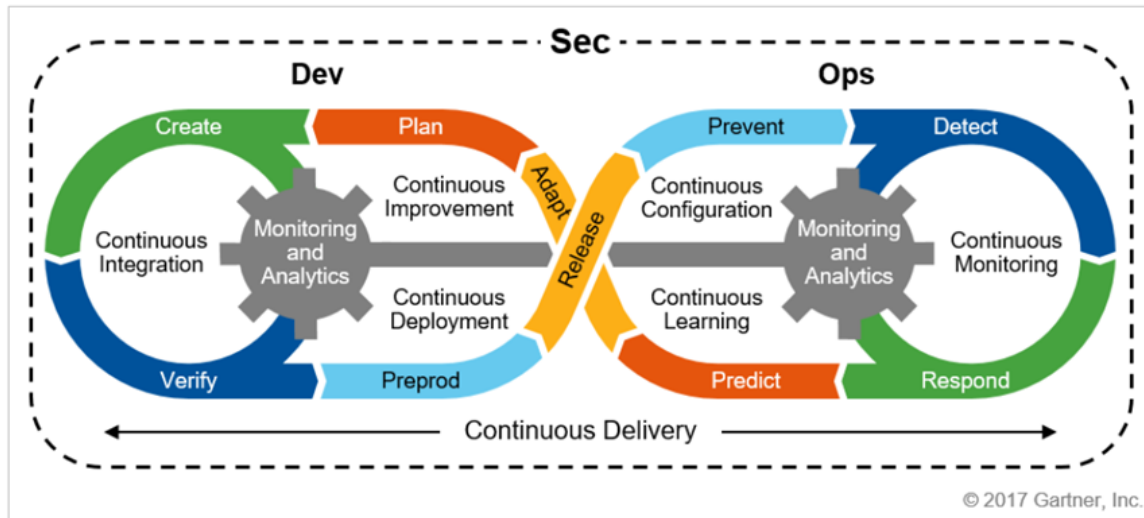 Sec
Dev
Ops
Create
Plan
Prevent
Detect
Adapt
Release
Continuous
Improvement
Continuous
Configuration
Continuous
Integration
Monitoring
and
Analytics
Monitoring
and
Analytics
Continuous
Monitoring
Continuous
Deployment
Continuous
Learning
Verify
Preprod
Predict
Respond
Continuous Delivery
© 2017 Gartner, Inc.